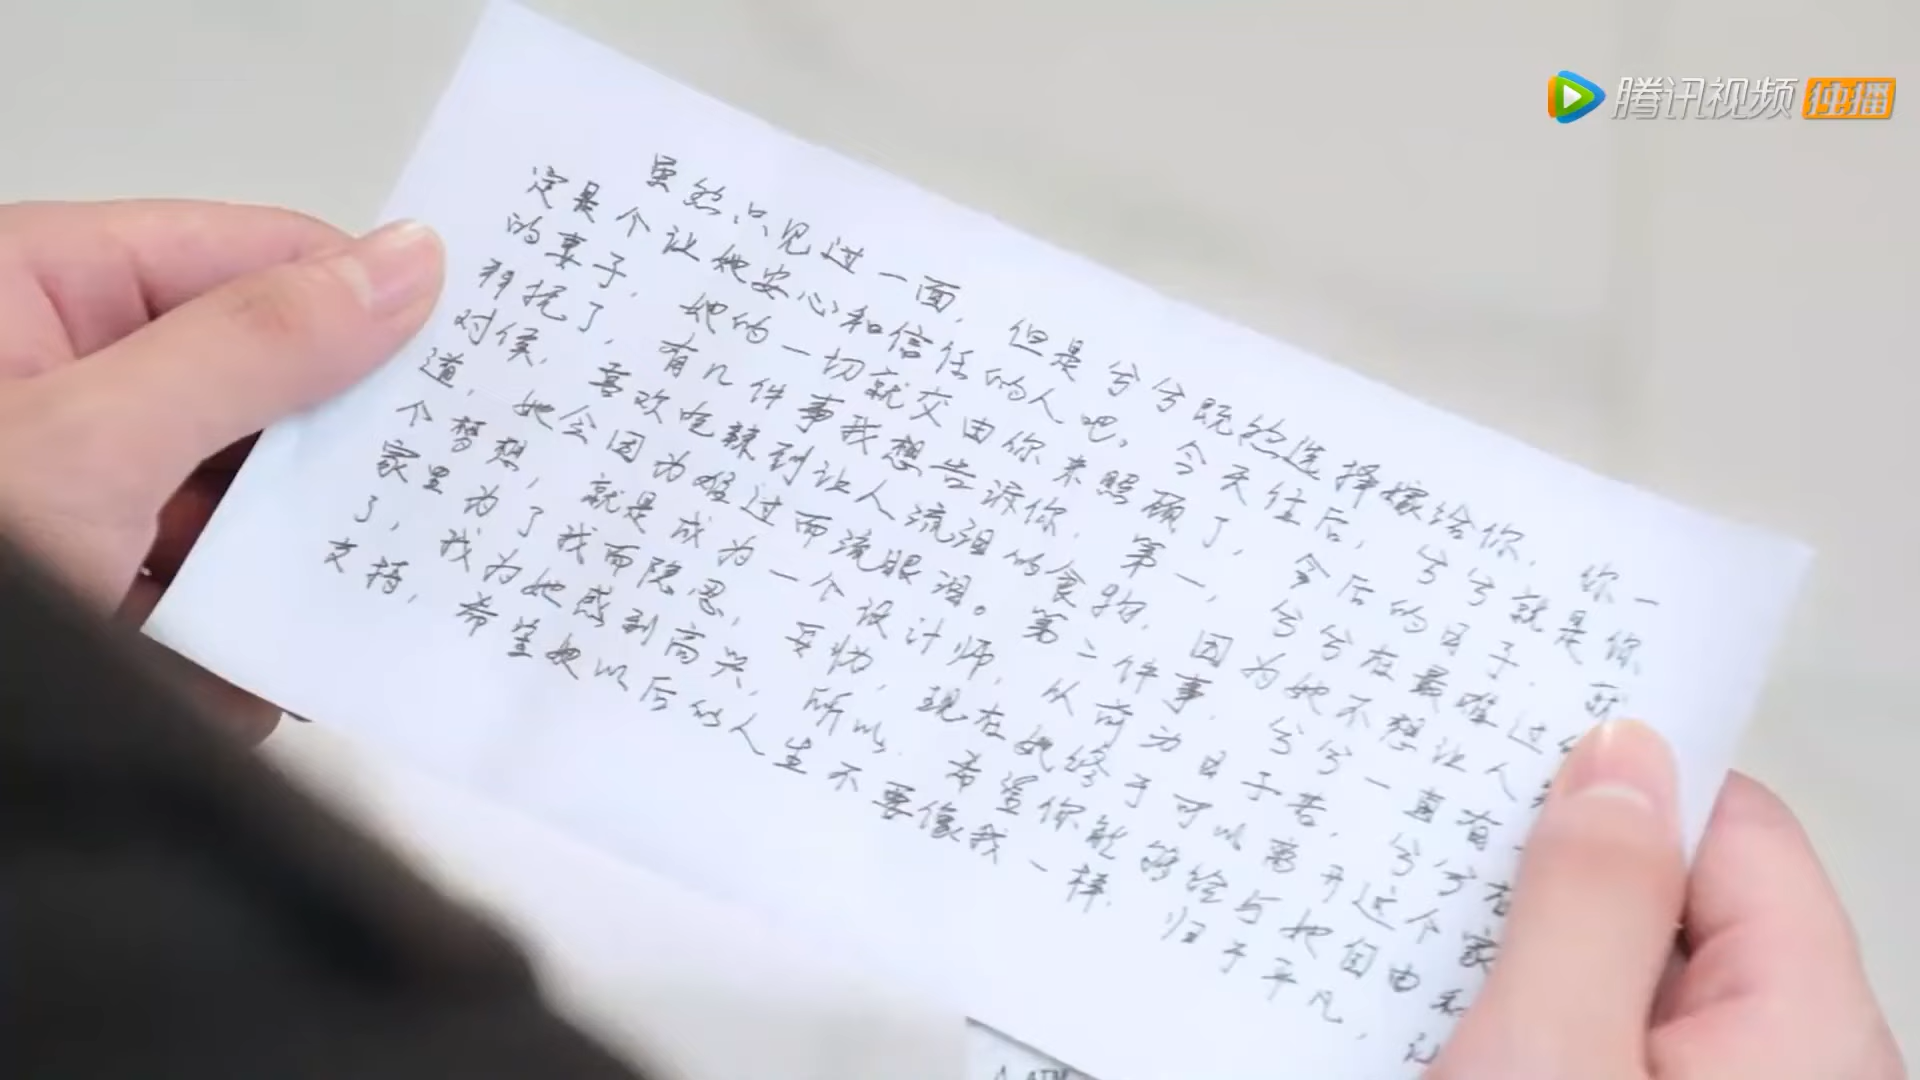 腾讯视频 独播
虽然只见过一面，但是兮兮既然选择嫁给你，你一
定是个让她安心和信任的人吧。今天往后，兮兮就是你
的妻子，她的一切就交由你来照顾了，今后的日子，就
拜托了，有几件事我想告诉你，第一，兮兮在最难过的
时候，喜欢吃辣到让人流泪的食物，因为她不想让人
道，她会因为难过而流眼泪。第二件事，兮兮一直有
个梦想，就是成为一个设计师，从前为日子苦，兮兮在
家里为了我而隐忍，妥协，现在她终于可以离开这个家
了，我为她感到高兴，所以，希望你能够给与她自由和
支持，希望她以后的人生不要像我一样，归于平凡，让